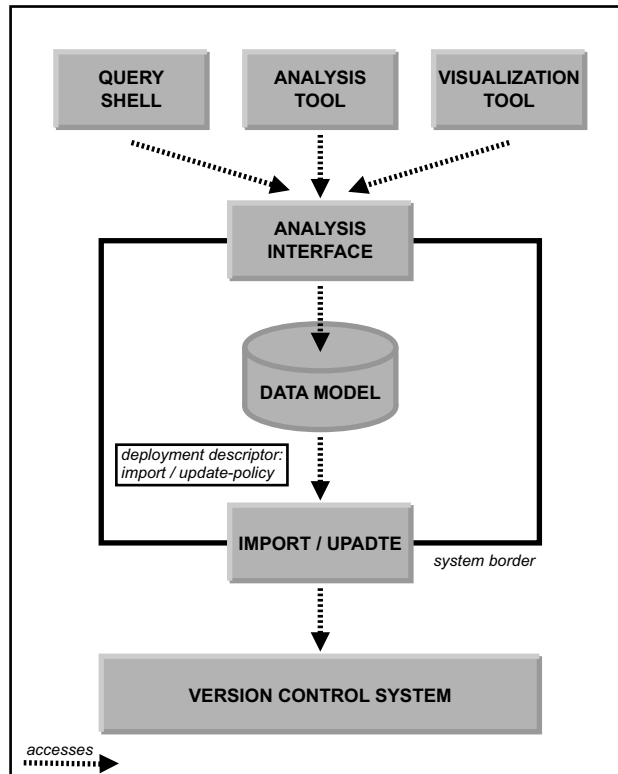 QUERY
SHELL
ANALYSIS
TOOL
VISUALIZATION
TOOL
ANALYSIS
INTERFACE
DATA MODEL
deployment descriptor:
import / update-policy
IMPORT / UPADTE
system border
VERSION CONTROL SYSTEM
accesses